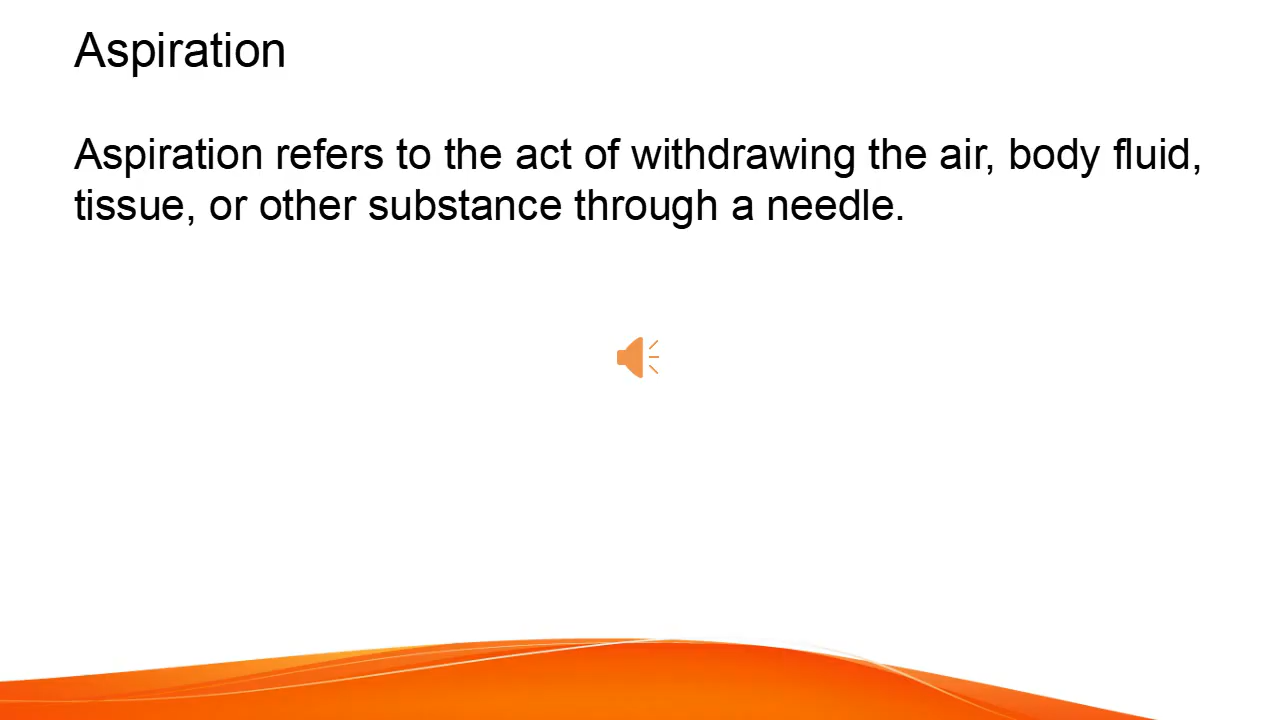 Aspiration
Aspiration refers to the act of withdrawing the air, body fluid,
tissue, or other substance through a needle.